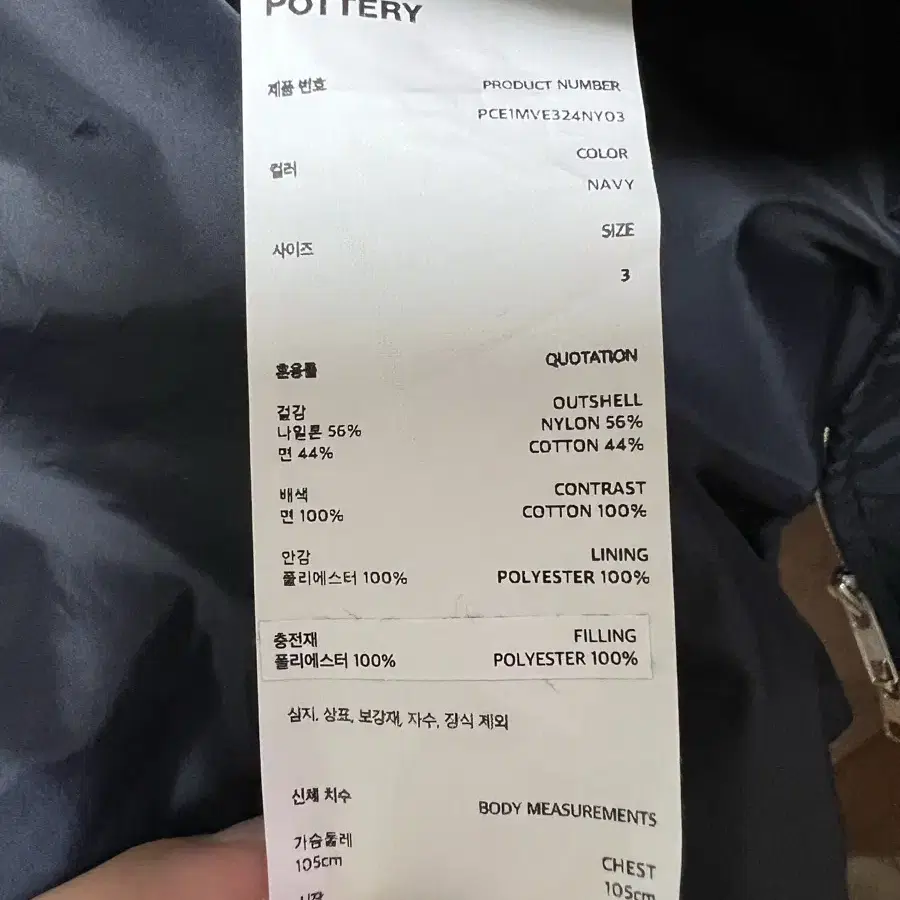 POTTERY
제품 번호 PRODUCT NUMBER
PCE1MVE324NY03
컬러 COLOR
NAVY
사이즈 SIZE
3
혼용률 QUOTATION
겉감 OUTSHELL
나일론 56% NYLON 56%
면 44% COTTON 44%
배색 CONTRAST
면 100% COTTON 100%
안감 LINING
폴리에스터 100% POLYESTER 100%
충전재 FILLING
폴리에스터 100% POLYESTER 100%
심지, 상표, 보강재, 자수, 장식 제외
신체 치수 BODY MEASUREMENTS
가슴둘레 CHEST
105cm 105cm